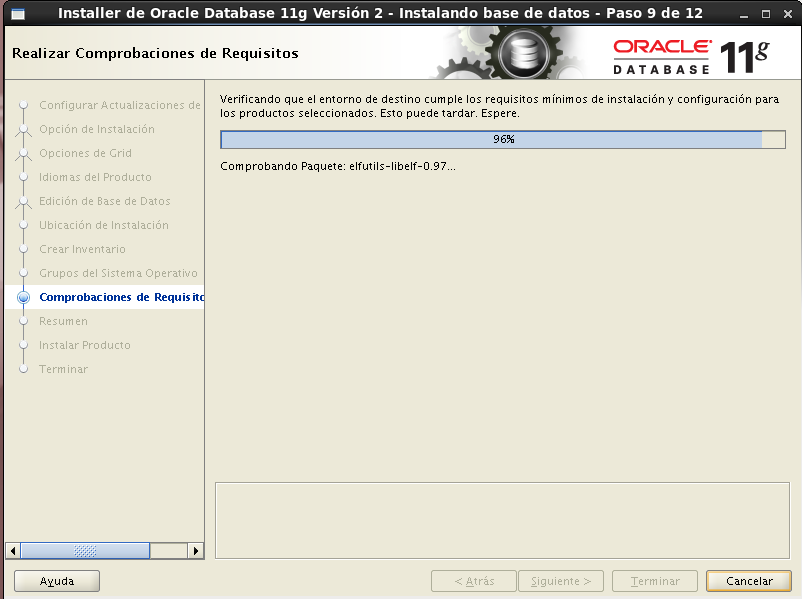 Installer de Oracle Database 11g Versión 2 - Instalando base de datos - Paso 9 de 12
Realizar Comprobaciones de Requisitos
ORACLE
DATABASE
11g
Configurar Actualizaciones de
Opción de Instalación
Opciones de Grid
Idiomas del Producto
Edición de Base de Datos
Ubicación de Instalación
Crear Inventario
Grupos del Sistema Operativo
Comprobaciones de Requisito
Resumen
Instalar Producto
Terminar
Verificando que el entorno de destino cumple los requisitos mínimos de instalación y configuración para
los productos seleccionados. Esto puede tardar. Espere.
96%
Comprobando Paquete: elfutils-libelf-0.97...
Ayuda
< Atrás
Siguiente >
Terminar
Cancelar